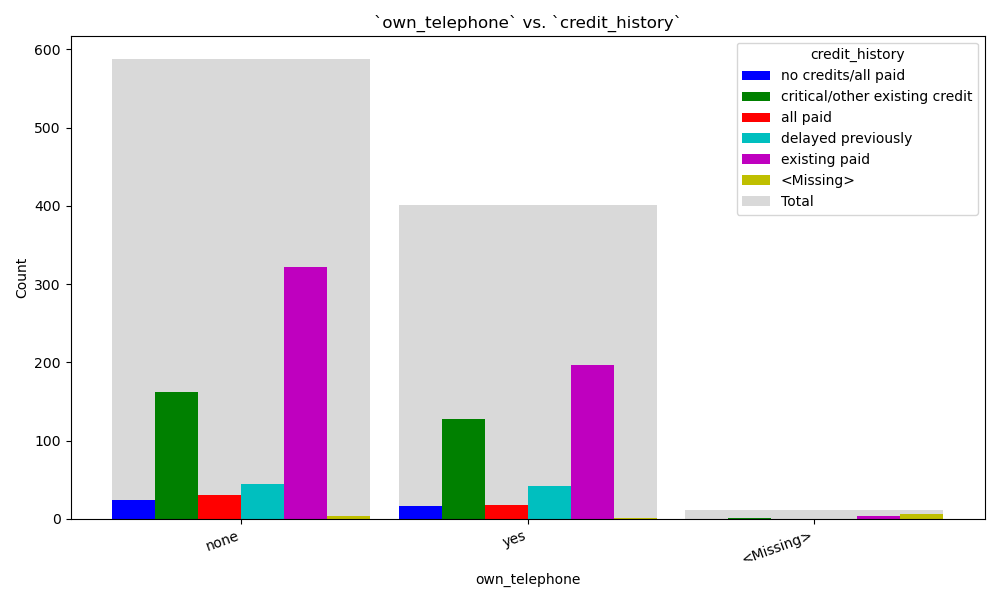 `own_telephone` vs. `credit_history`
600
500
400
300
200
100
0
Count
credit_history
no credits/all paid
critical/other existing credit
all paid
delayed previously
existing paid
<Missing>
Total
none
yes
<Missing>
own_telephone